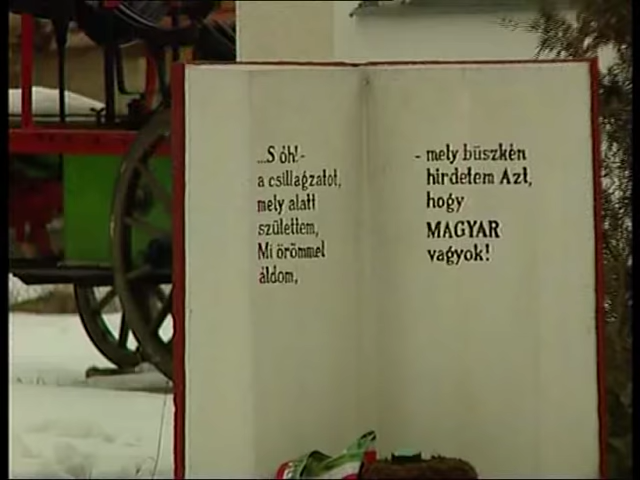 ...S óh!-
a csillagzatot,
mely alatt
születtem,
Mi örömmel
áldom,
- mely büszkén
hirdetem Azt,
hogy
MAGYAR
vagyok!